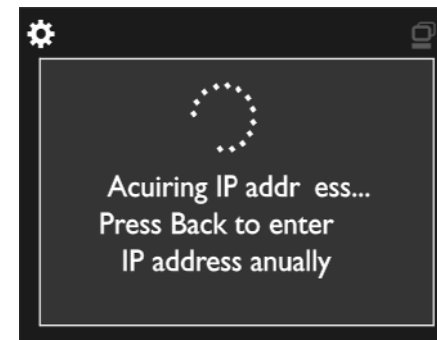 Acuiring IP addr ess...
Press Back to enter
IP address anually